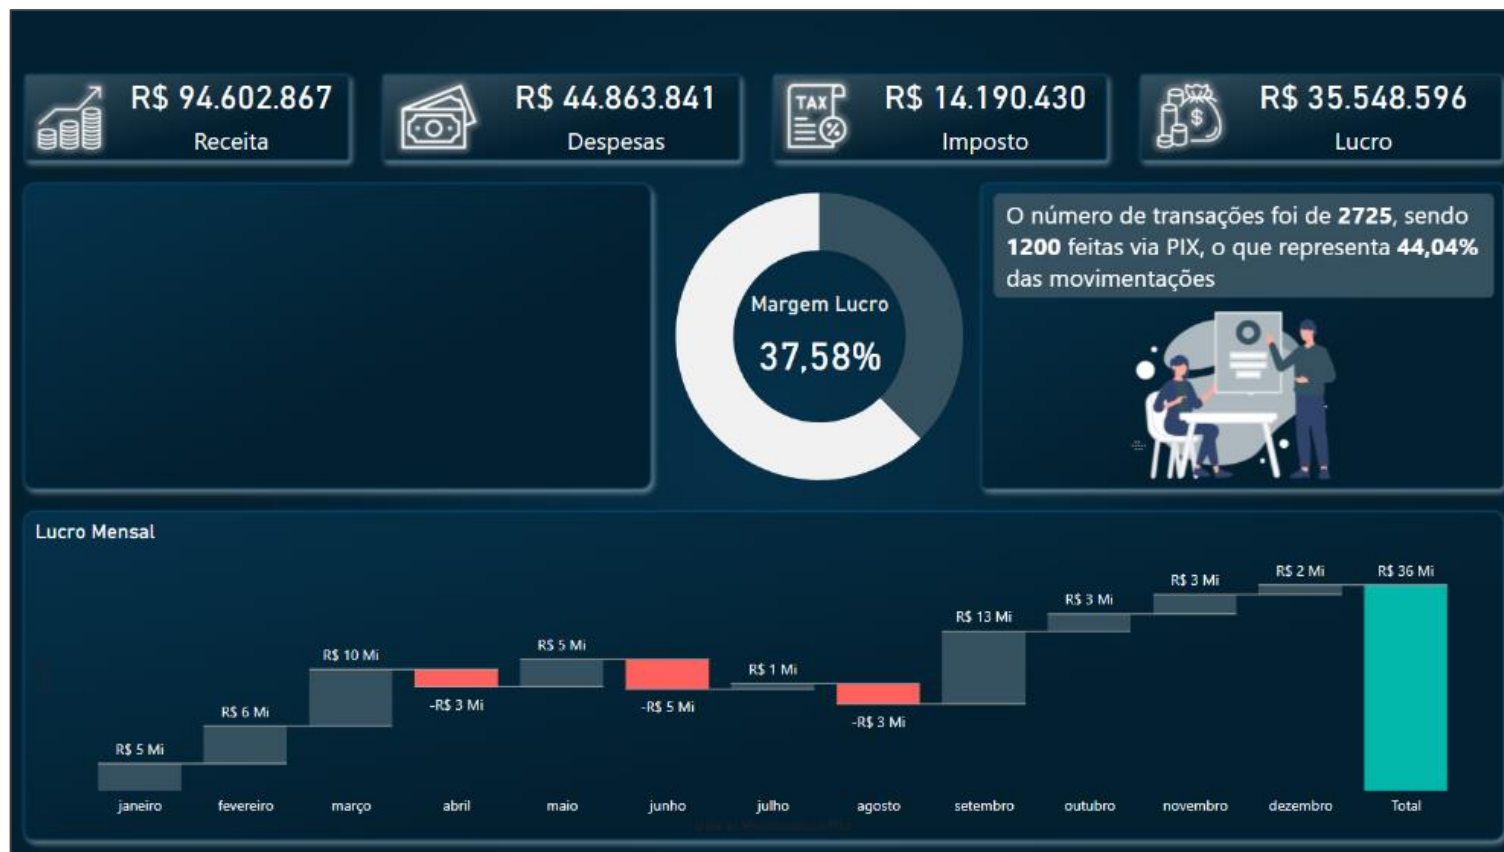 R$ 94.602.867
Receita
R$ 44.863.841
Despesas
TAX
%
R$ 14.190.430
Imposto
$
R$ 35.548.596
Lucro
Margem Lucro
37,58%
O número de transações foi de 2725, sendo
1200 feitas via PIX, o que representa 44,04%
das movimentações
Lucro Mensal
R$ 5 Mi
R$ 6 Mi
R$ 10 Mi
-R$ 3 Mi
R$ 5 Mi
-R$ 5 Mi
R$ 1 Mi
-R$ 3 Mi
R$ 13 Mi
R$ 3 Mi
R$ 3 Mi
R$ 2 Mi
R$ 36 Mi
janeiro
fevereiro
março
abril
maio
junho
julho
agosto
setembro
outubro
novembro
dezembro
Total